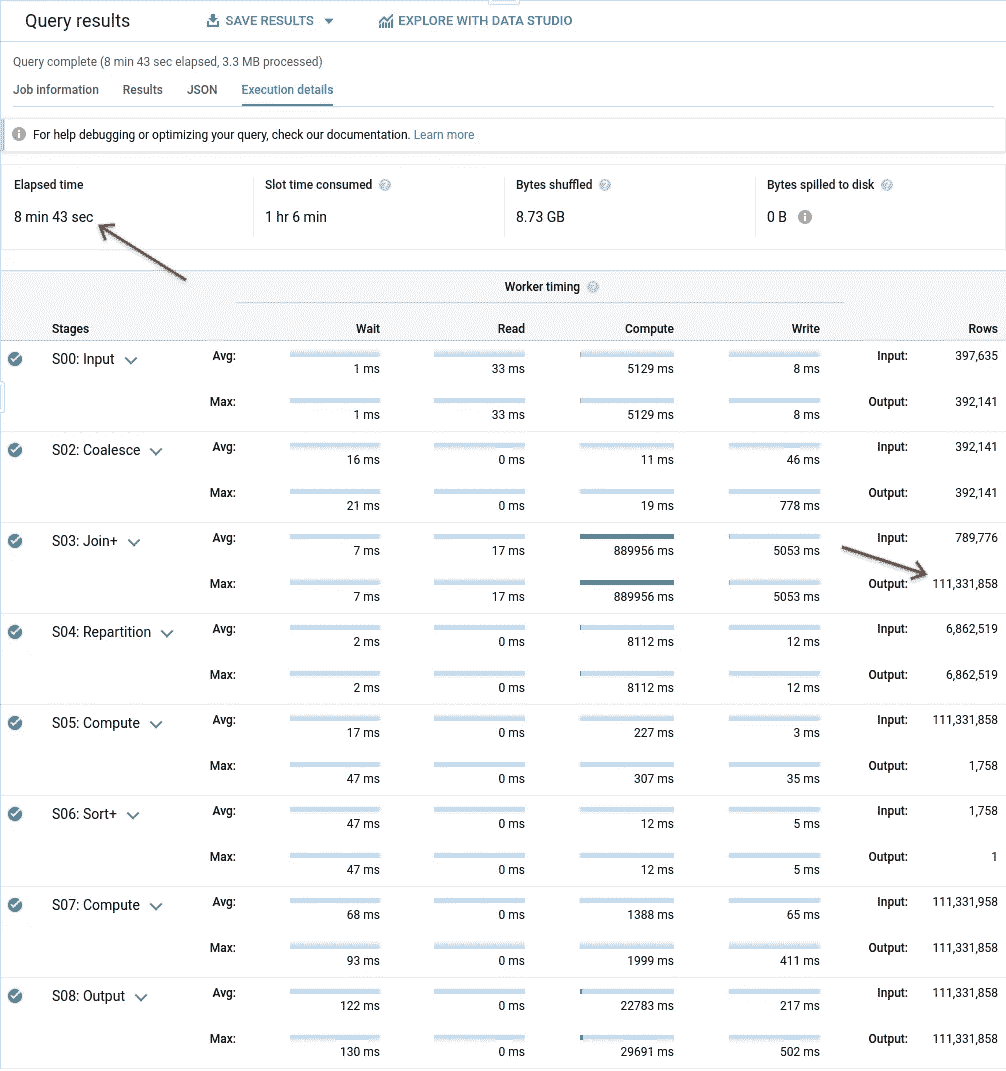 Query results SAVE RESULTS EXPLORE WITH DATA STUDIO
Query complete (8 min 43 sec elapsed, 3.3 MB processed)
Job information Results JSON Execution details
For help debugging or optimizing your query, check our documentation. Learn more
Elapsed time Slot time consumed Bytes shuffled Bytes spilled to disk
8 min 43 sec 1 hr 6 min 8.73 GB 0 B
Worker timing
Stages Wait Read Compute Write Rows
S00: Input Avg: 1 ms 33 ms 5129 ms 8 ms Input: 397,635
Max: 1 ms 33 ms 5129 ms 8 ms Output: 392,141
S02: Coalesce Avg: 16 ms 0 ms 11 ms 46 ms Input: 392,141
Max: 21 ms 0 ms 19 ms 778 ms Output: 392,141
S03: Join+ Avg: 7 ms 17 ms 889956 ms 5053 ms Input: 789,776
Max: 7 ms 17 ms 889956 ms 5053 ms Output: 111,331,858
S04: Repartition Avg: 2 ms 0 ms 8112 ms 12 ms Input: 6,862,519
Max: 2 ms 0 ms 8112 ms 12 ms Output: 6,862,519
S05: Compute Avg: 17 ms 0 ms 227 ms 3 ms Input: 111,331,858
Max: 47 ms 0 ms 307 ms 35 ms Output: 1,758
S06: Sort+ Avg: 47 ms 0 ms 12 ms 5 ms Input: 1,758
Max: 47 ms 0 ms 12 ms 5 ms Output: 1
S07: Compute Avg: 68 ms 0 ms 1388 ms 65 ms Input: 111,331,958
Max: 93 ms 0 ms 1999 ms 411 ms Output: 111,331,858
S08: Output Avg: 122 ms 0 ms 22783 ms 217 ms Input: 111,331,858
Max: 130 ms 0 ms 29691 ms 502 ms Output: 111,331,858